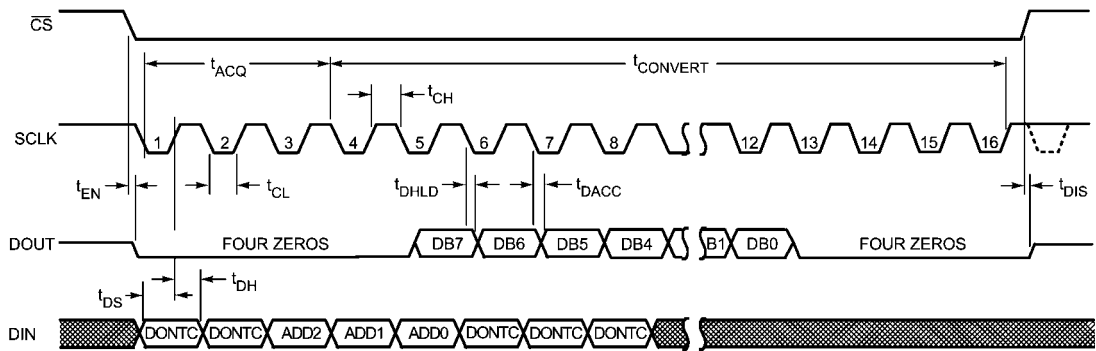 CS
tACQ
tCONVERT
tCH
SCLK
1 2 3 4 5 6 7 8 12 13 14 15 16
tEN
tCL
tDHLD
tDACC
tDIS
DOUT
FOUR ZEROS
DB7 DB6 DB5 DB4 B1 DB0
FOUR ZEROS
tDS
tDH
DIN
DONTC DONTC ADD2 ADD1 ADD0 DONTC DONTC DONTC